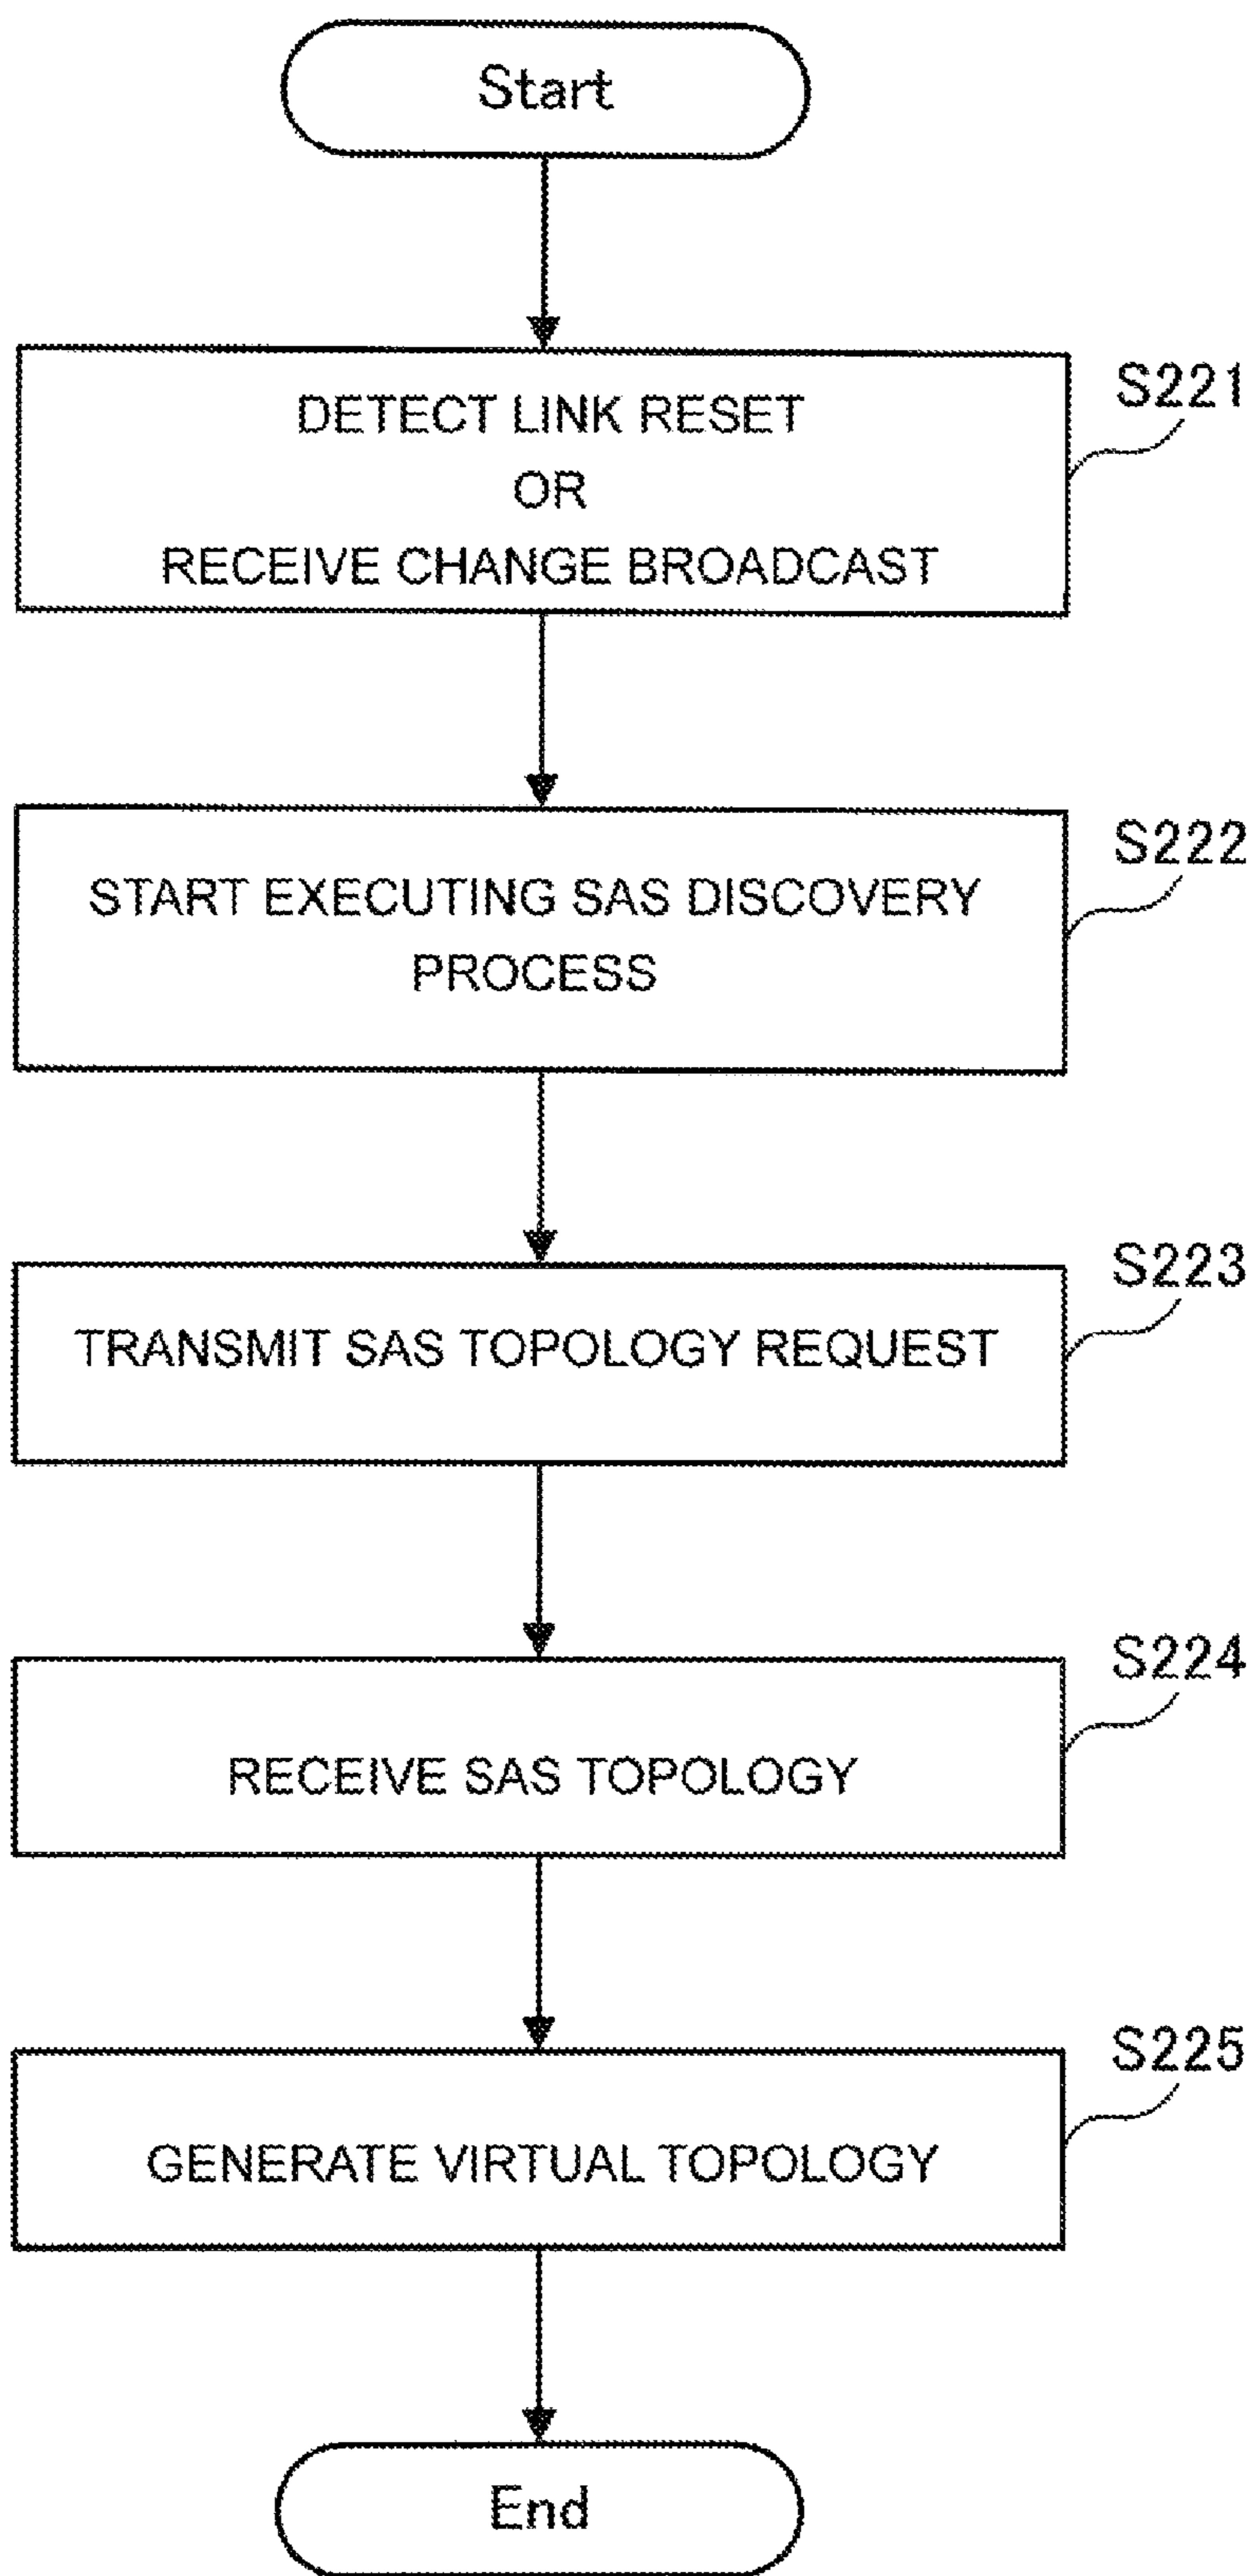 Start
S221
DETECT LINK RESET
OR
RECEIVE CHANGE BROADCAST
S222
START EXECUTING SAS DISCOVERY
PROCESS
S223
TRANSMIT SAS TOPOLOGY REQUEST
S224
RECEIVE SAS TOPOLOGY
S225
GENERATE VIRTUAL TOPOLOGY
End